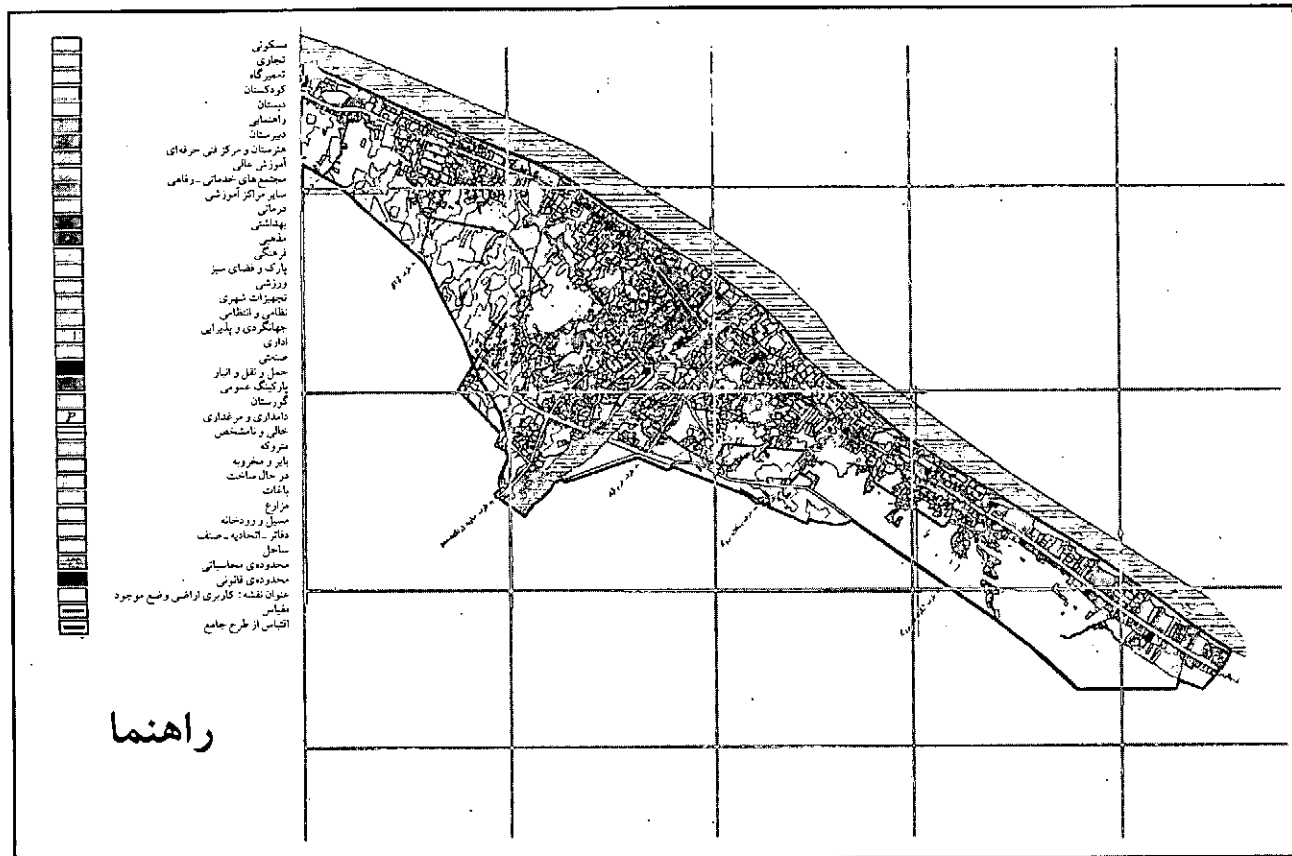 مسکونی
تجاری
تعمیرگاه
کودکستان
دبستان
راهنمایی
دبیرستان
هنرستان و مرکز فنی حرفه‌ای
آموزش عالی
مجتمع‌های خدماتی-رفاهی
سایر مراکز آموزشی
درمانی
بهداشتی
مذهبی
فرهنگی
پارک و فضای سبز
ورزشی
تجهیزات شهری
نظامی و انتظامی
جهانگردی و پذیرایی
اداری
صنعتی
حمل و نقل و انبار
پارکینگ عمومی
گورستان
دامداری و مرغداری
P
خالی و نامشخص
متروکه
بایر و مخروبه
در حال ساخت
باغات
مزارع
مسیل و رودخانه
دفاتر-اتحادیه-صنف
ساحل
محدوده‌ی محاسباتی
محدوده‌ی قانونی
عنوان نقشه: کاربری اراضی وضع موجود
مقیاس
اقتباس از طرح جامع
راهنما